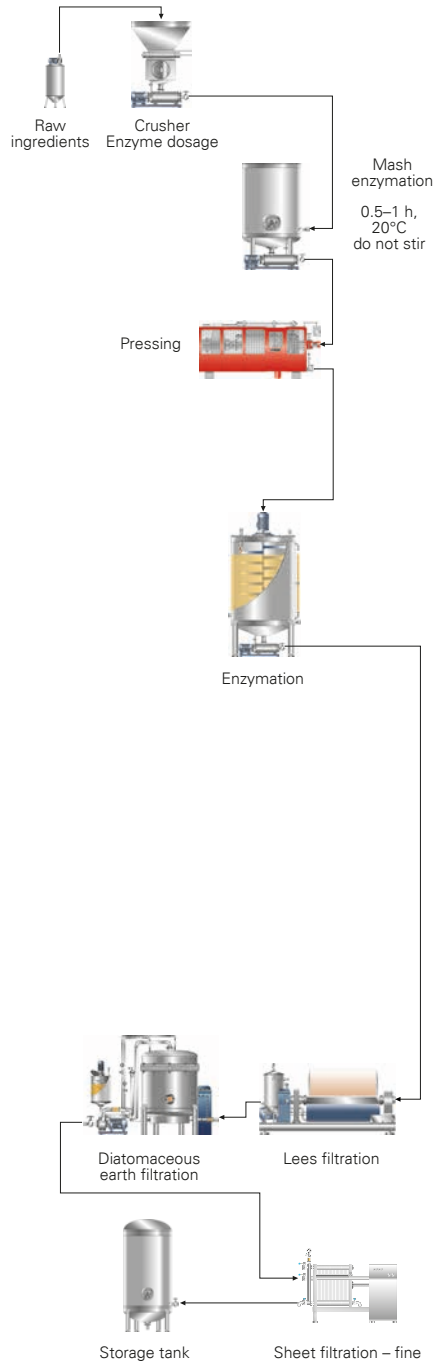 Raw
ingredients
Crusher
Enzyme dosage
Mash
enzymation
0.5–1 h,
20°C
do not stir
Pressing
Enzymation
Diatomaceous
earth filtration
Lees filtration
Storage tank
Sheet filtration – fine